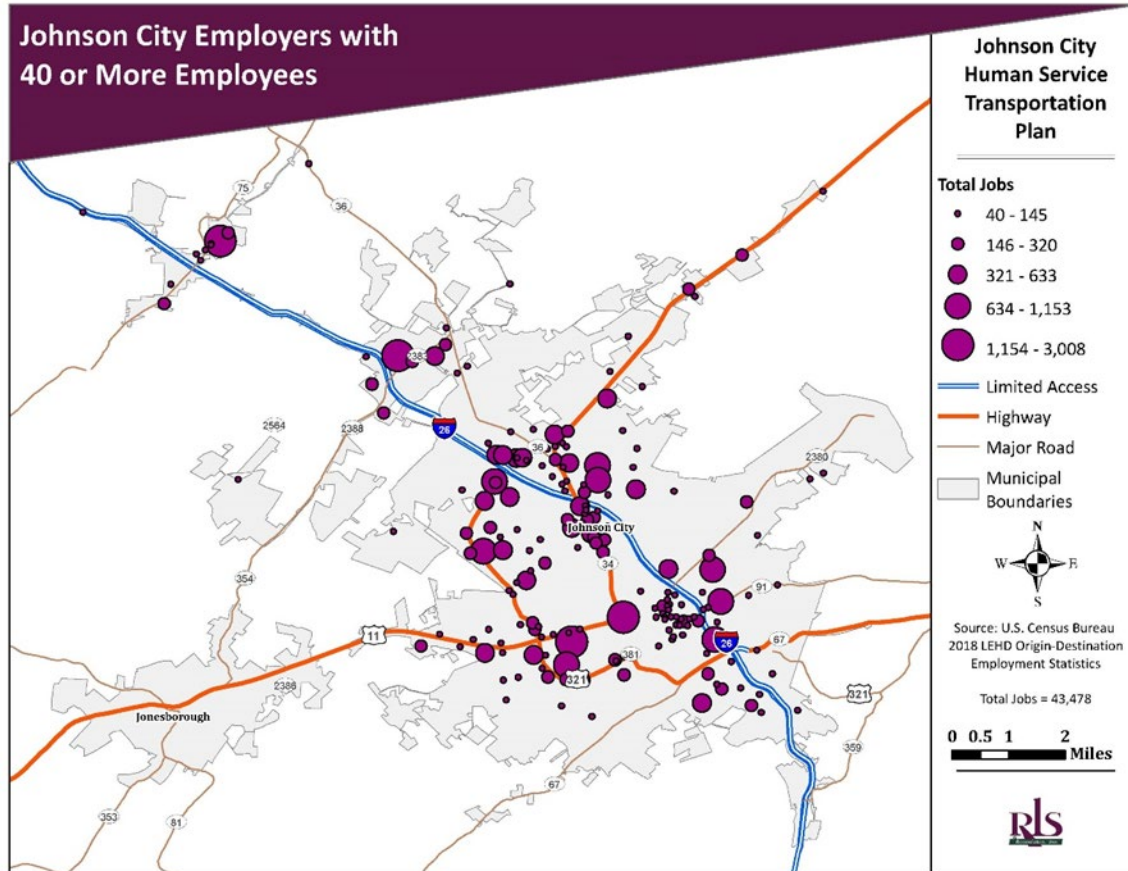 Johnson City Employers with
40 or More Employees
Johnson City
Human Service
Transportation
Plan
Total Jobs
40 - 145
146 - 320
321 - 633
634 - 1,153
1,154 - 3,008
Limited Access
Highway
Major Road
Municipal
Boundaries
N
W E
S
Source: U.S. Census Bureau
2018 LEHD Origin-Destination
Employment Statistics
Total Jobs = 43,478
0 0.5 1 2
Miles
RLS
75
36
2383
26
2564
2388
36
2380
Johnson City
34
354
91
11
26
67
381
321
2386
321
Jonesborough
359
67
353
81